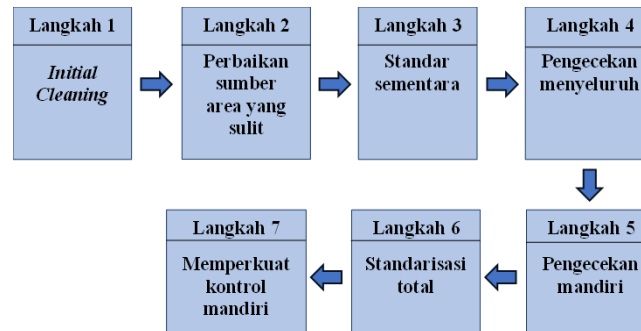 Langkah 1
Initial
Cleaning
Langkah 2
Perbaikan
sumber
area yang
sulit
Langkah 3
Standar
sementara
Langkah 4
Pengecekan
menyeluruh
Langkah 5
Pengecekan
mandiri
Langkah 6
Standarisasi
total
Langkah 7
Memperkuat
kontrol
mandiri